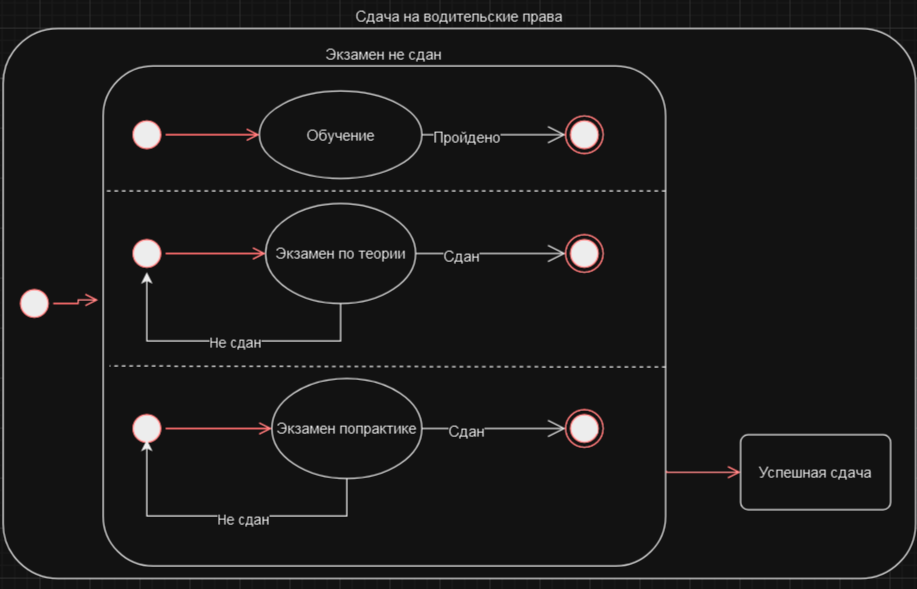 Сдача на водительские права
Экзамен не сдан
Обучение
Пройдено
Экзамен по теории
Сдан
Не сдан
Экзамен попрактике
Сдан
Успешная сдача
Не сдан